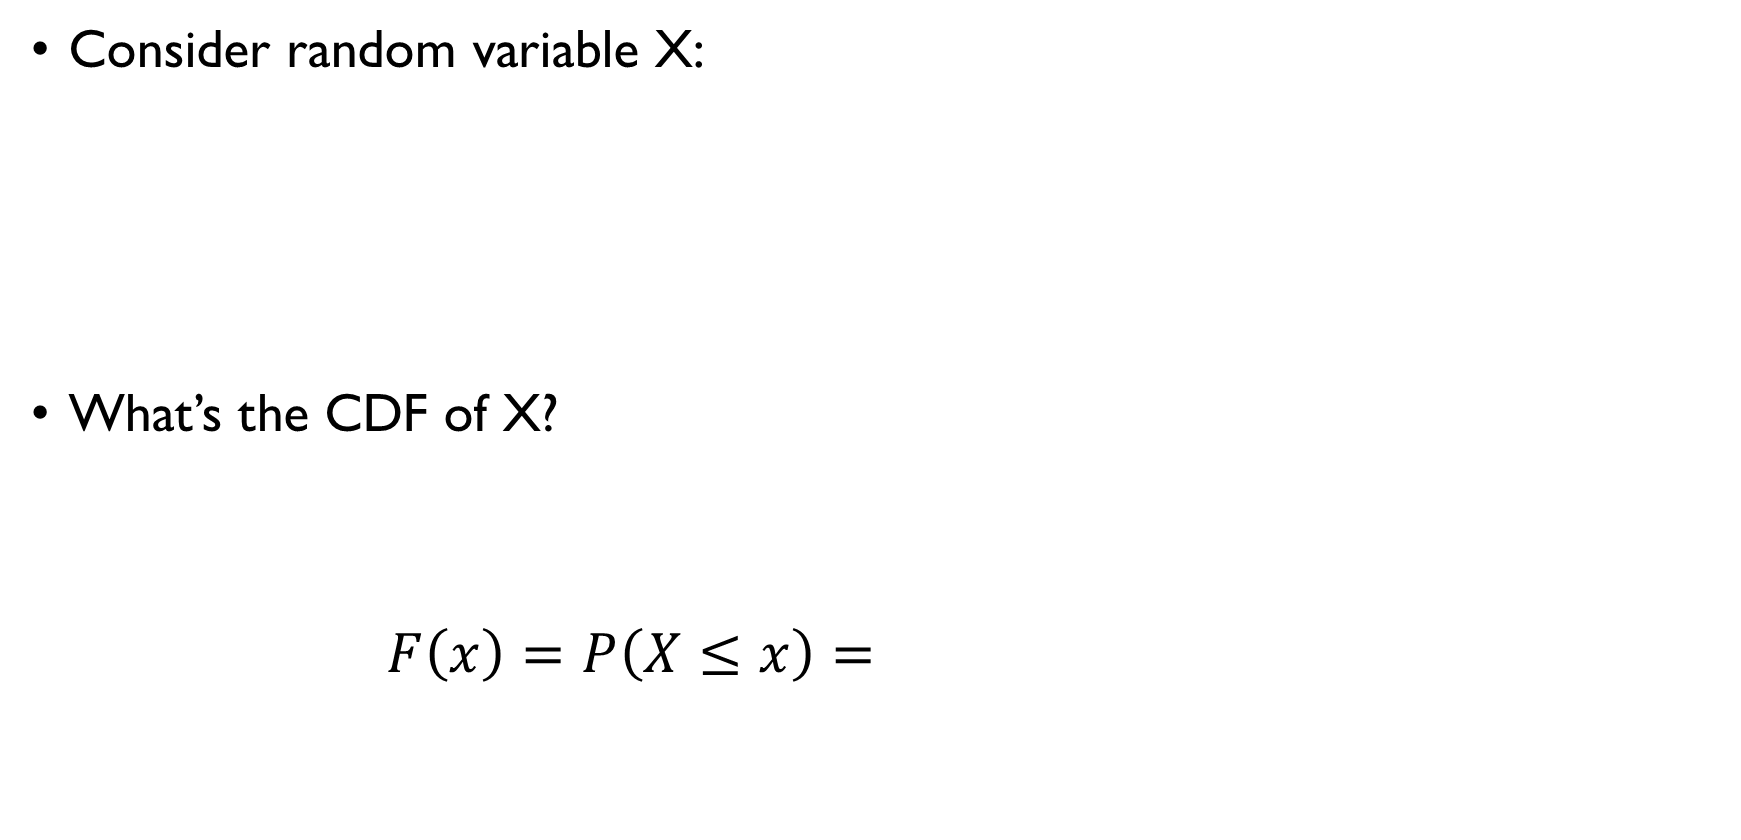 • Consider random variable X:
• What’s the CDF of X?
F(x) = P(X ≤ x) =